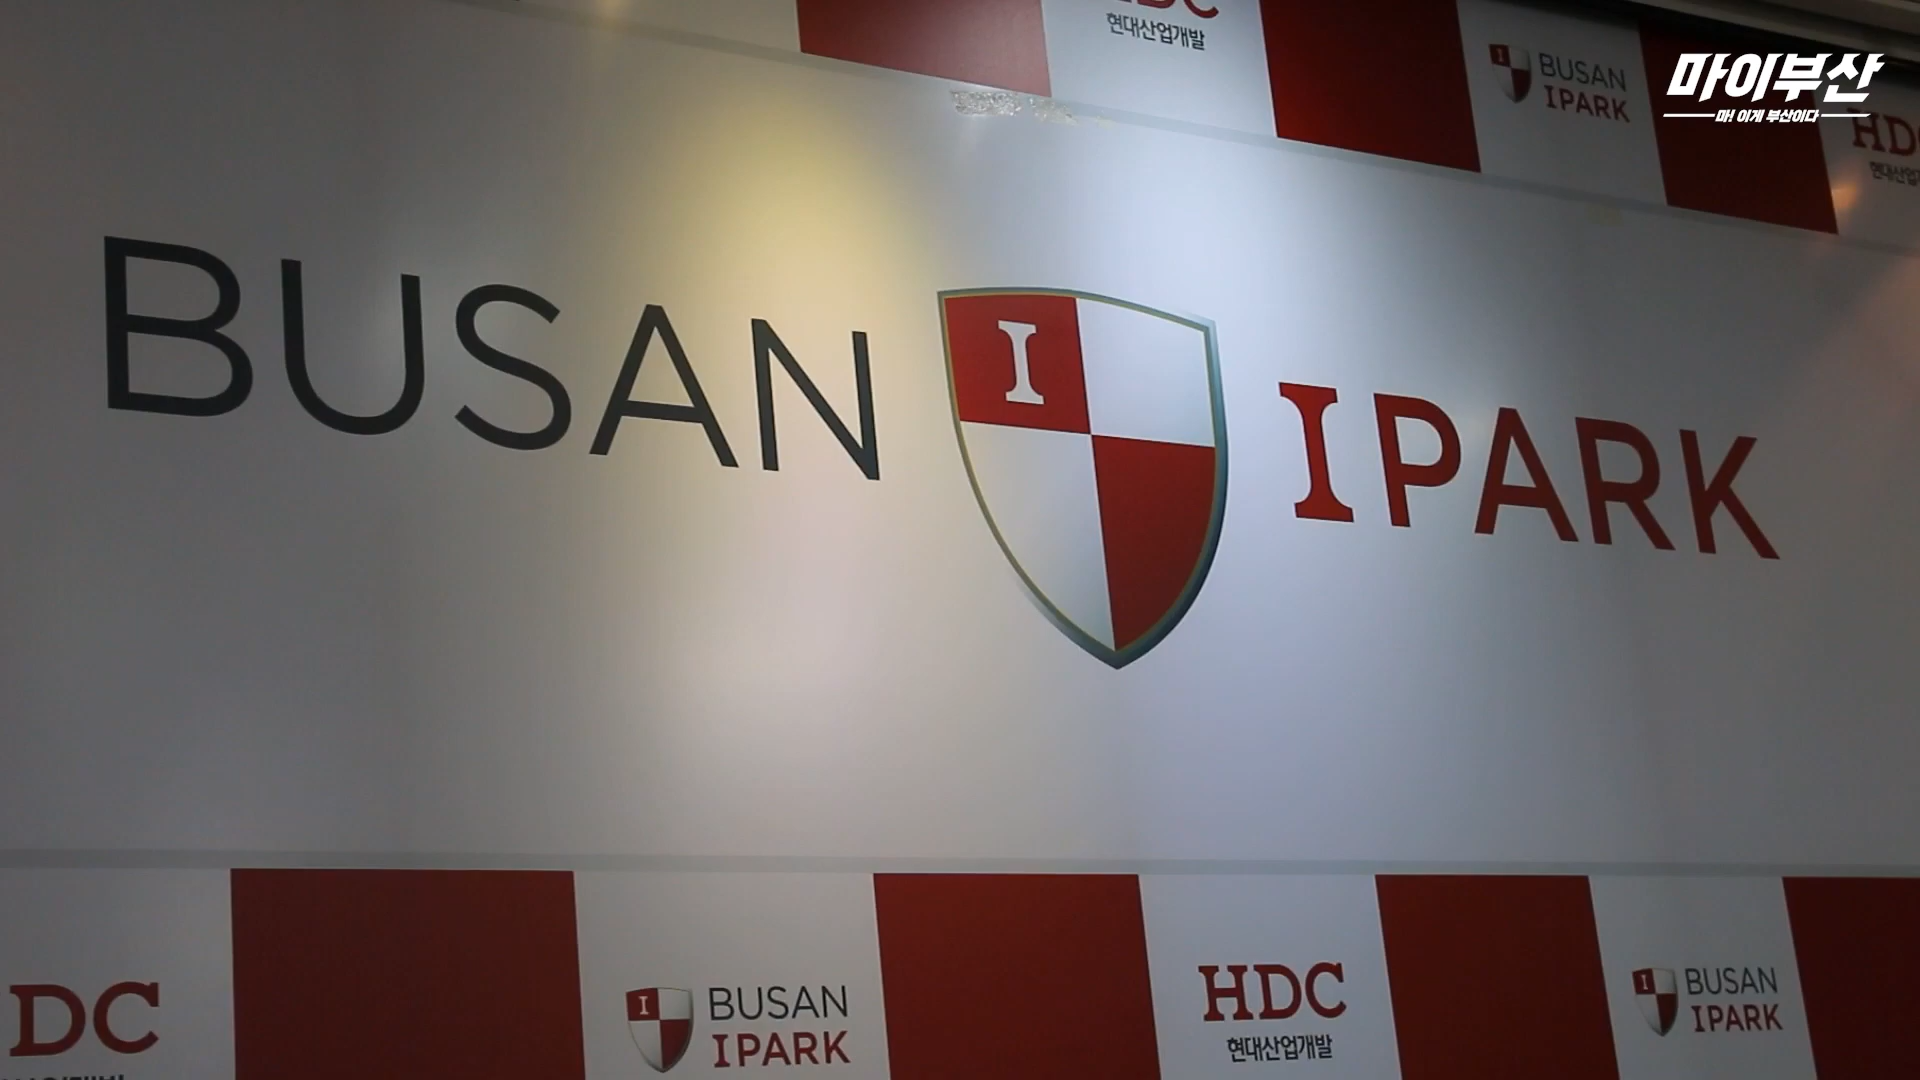 HDC
현대산업개발
BUSAN
IPARK
마이부산
마! 이게 부산이다
HD
현대산업
BUSAN I IPARK
DC
I BUSAN
IPARK
HDC
현대산업개발
I BUSAN
IPARK